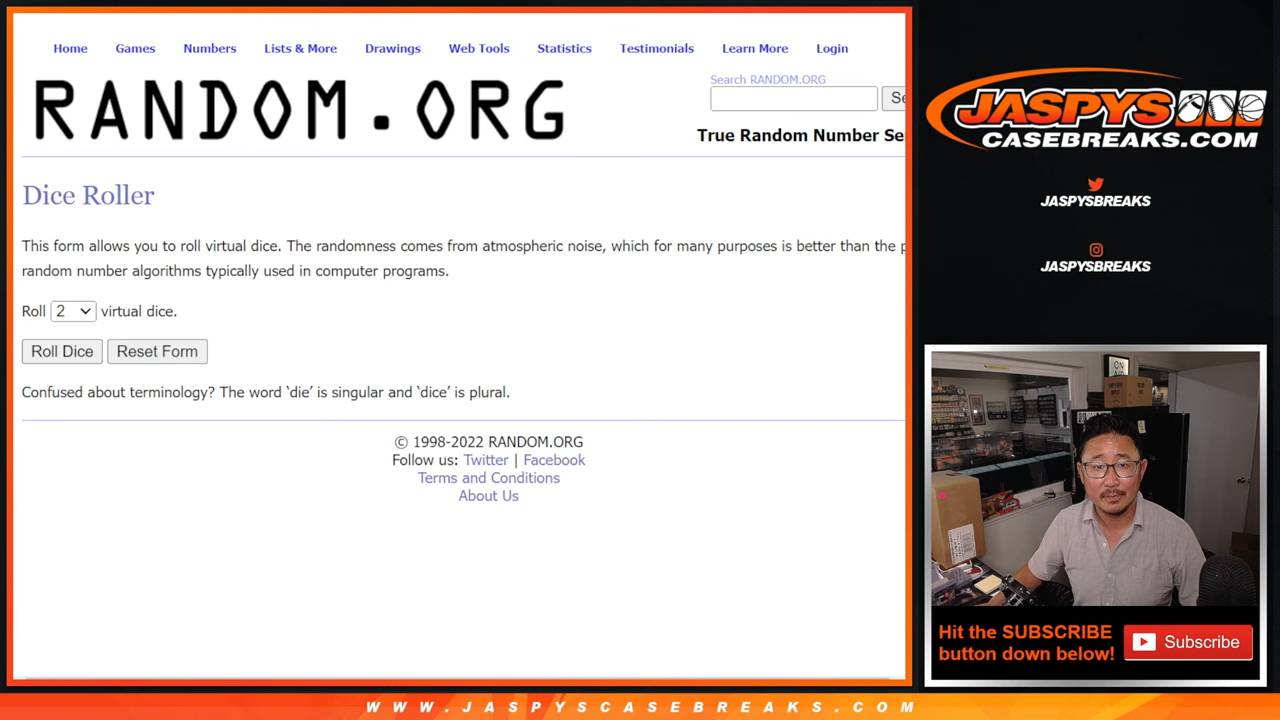 Home Games Numbers Lists & More Drawings Web Tools Statistics Testimonials Learn More Login
RANDOM.ORG
Search RANDOM.ORG
Se
True Random Number Se
Dice Roller
This form allows you to roll virtual dice. The randomness comes from atmospheric noise, which for many purposes is better than the p
random number algorithms typically used in computer programs.
Roll 2 virtual dice.
Roll Dice Reset Form
Confused about terminology? The word ‘die’ is singular and ‘dice’ is plural.
© 1998-2022 RANDOM.ORG
Follow us: Twitter | Facebook
Terms and Conditions
About Us
JASPYS
CASEBREAKS.COM
JASPYSBREAKS
JASPYSBREAKS
ON
Hit the SUBSCRIBE
button down below!
Subscribe
WWW.JASPYSCASEBREAKS.COM